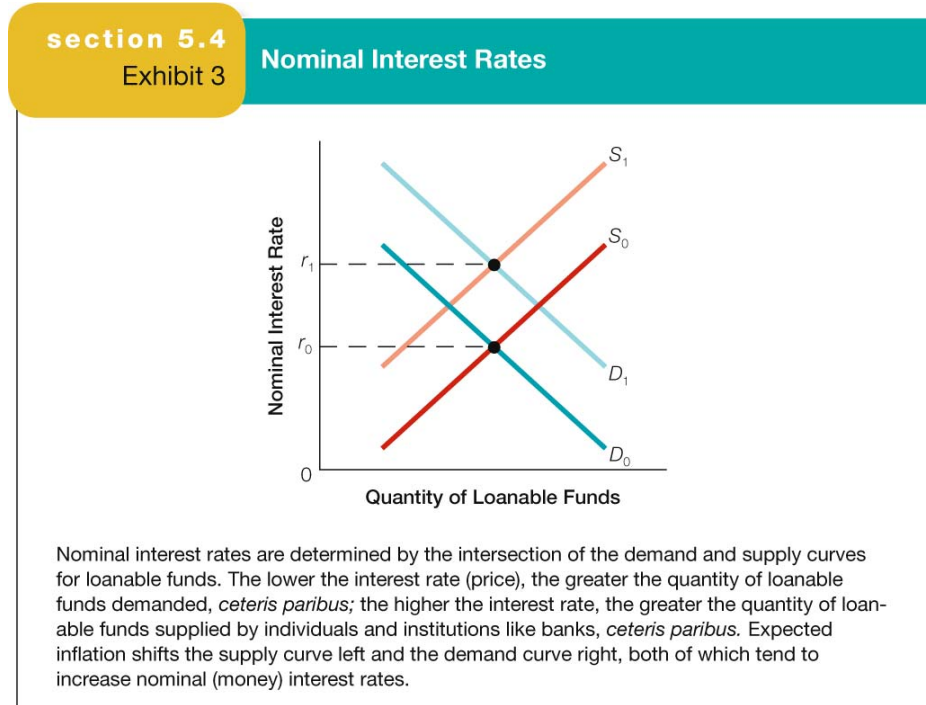 section 5.4
Exhibit 3
Nominal Interest Rates
S₁
S₀
Nominal Interest Rate
r₁
r₀
D₁
D₀
0
Quantity of Loanable Funds
Nominal interest rates are determined by the intersection of the demand and supply curves
for loanable funds. The lower the interest rate (price), the greater the quantity of loanable
funds demanded, ceteris paribus; the higher the interest rate, the greater the quantity of loan-
able funds supplied by individuals and institutions like banks, ceteris paribus. Expected
inflation shifts the supply curve left and the demand curve right, both of which tend to
increase nominal (money) interest rates.